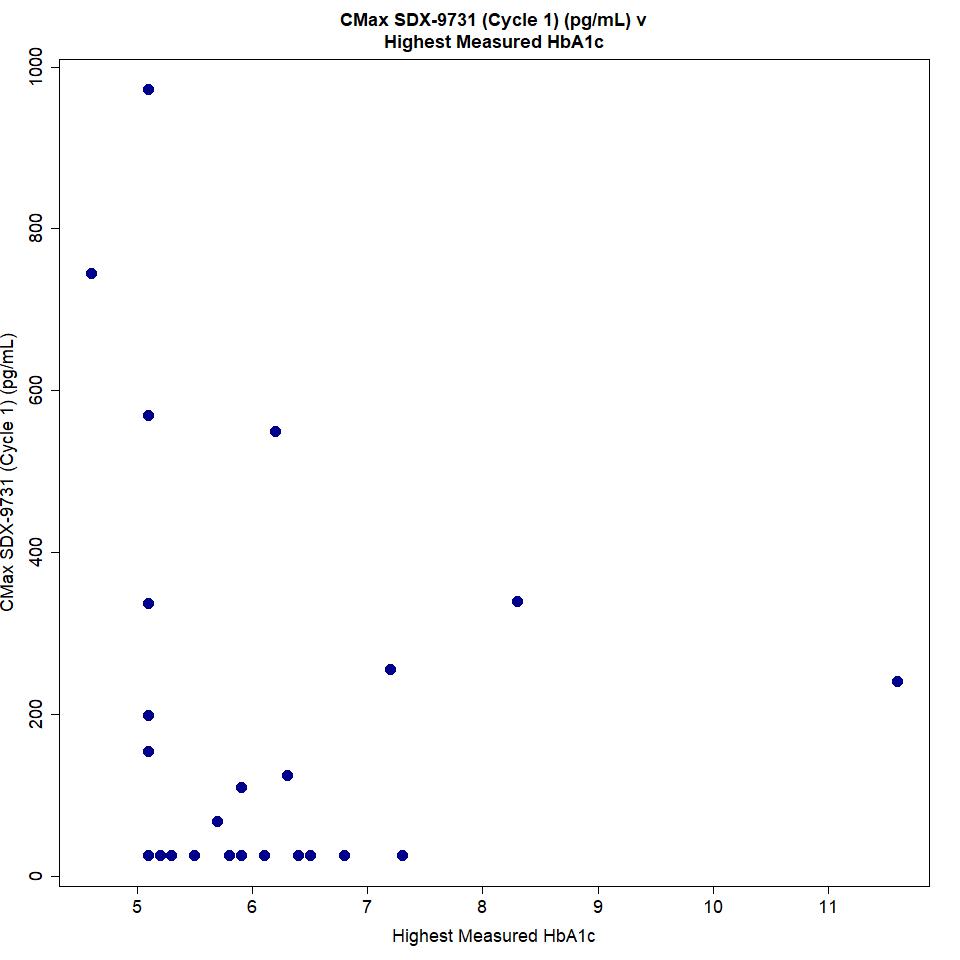 CMax SDX-9731 (Cycle 1) (pg/mL) v
Highest Measured HbA1c
CMax SDX-9731 (Cycle 1) (pg/mL)
1000
800
600
400
200
0
5 6 7 8 9 10 11
Highest Measured HbA1c